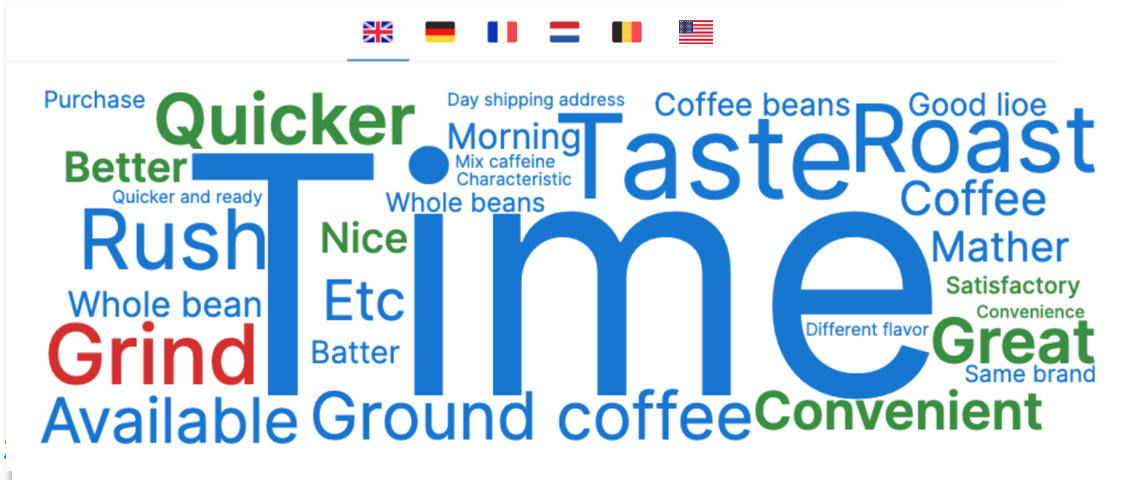 Purchase
Quicker
Day shipping address
Coffee beans
Good lioe
Better
Morning
Taste
Roast
Mix caffeine
Characteristic
Quicker and ready
Time
Whole beans
Coffee
Rush
Nice
Mather
Whole bean
Etc
Satisfactory
Convenience
Grind
Batter
Different flavor
Great
Same brand
Available
Ground coffee
Convenient